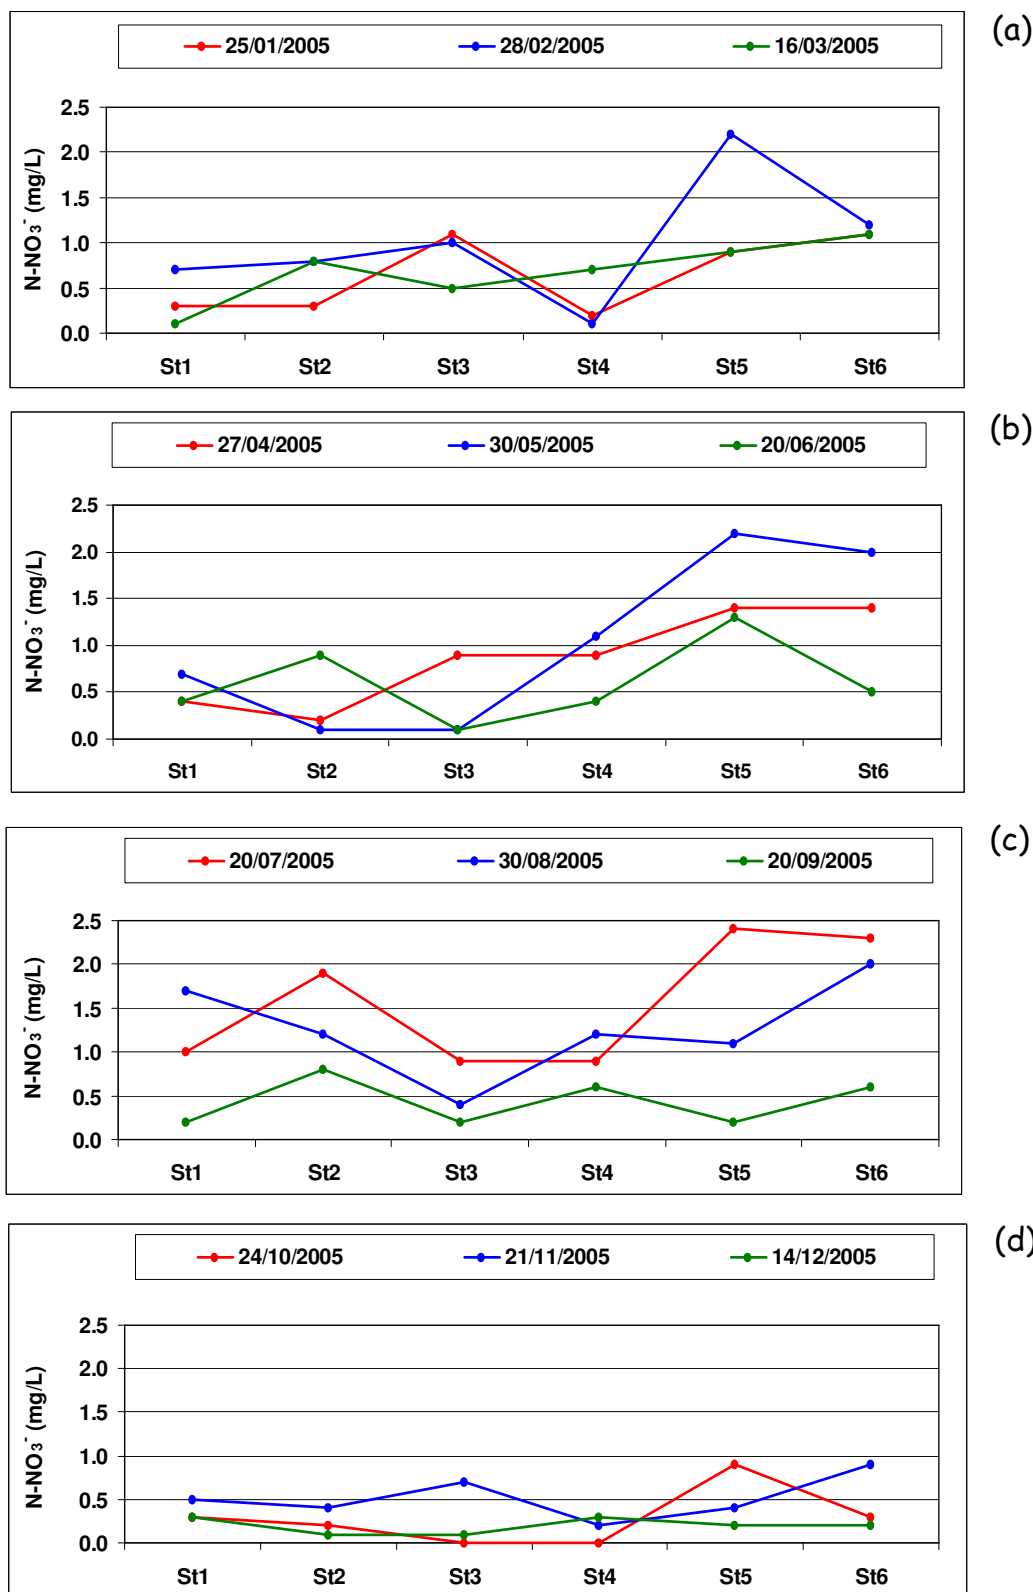 (a)
25/01/2005 28/02/2005 16/03/2005
N-NO₃⁻ (mg/L)
2.5
2.0
1.5
1.0
0.5
0.0
St1 St2 St3 St4 St5 St6
(b)
27/04/2005 30/05/2005 20/06/2005
N-NO₃⁻ (mg/L)
2.5
2.0
1.5
1.0
0.5
0.0
St1 St2 St3 St4 St5 St6
(c)
20/07/2005 30/08/2005 20/09/2005
N-NO₃⁻ (mg/L)
2.5
2.0
1.5
1.0
0.5
0.0
St1 St2 St3 St4 St5 St6
(d)
24/10/2005 21/11/2005 14/12/2005
N-NO₃⁻ (mg/L)
2.5
2.0
1.5
1.0
0.5
0.0
St1 St2 St3 St4 St5 St6